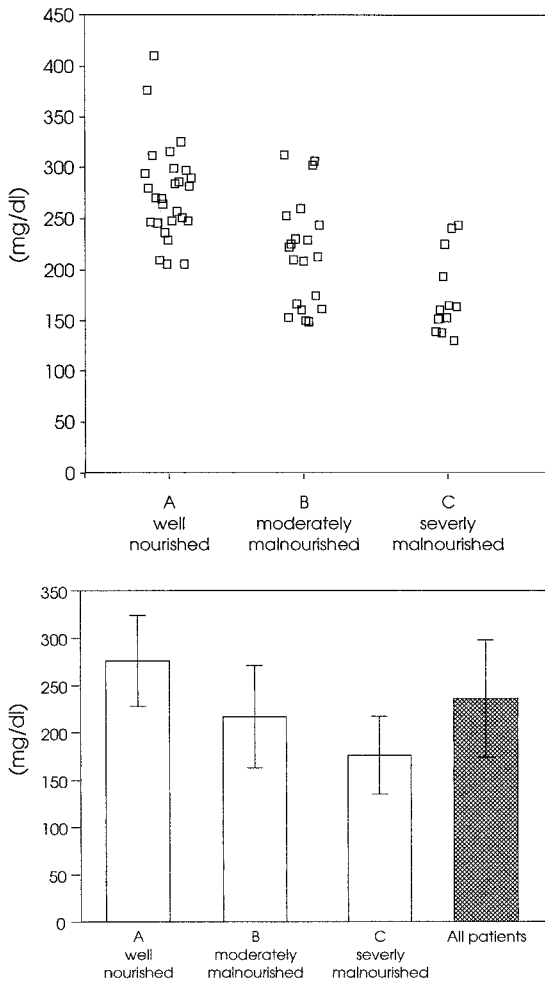 450
400
350
300
250
200
150
100
50
0
(mg/dl)
A
well
nourished
B
moderately
malnourished
C
severly
malnourished
350
300
250
200
150
100
50
0
(mg/dl)
A
well
nourished
B
moderately
malnourished
C
severly
malnourished
All patients